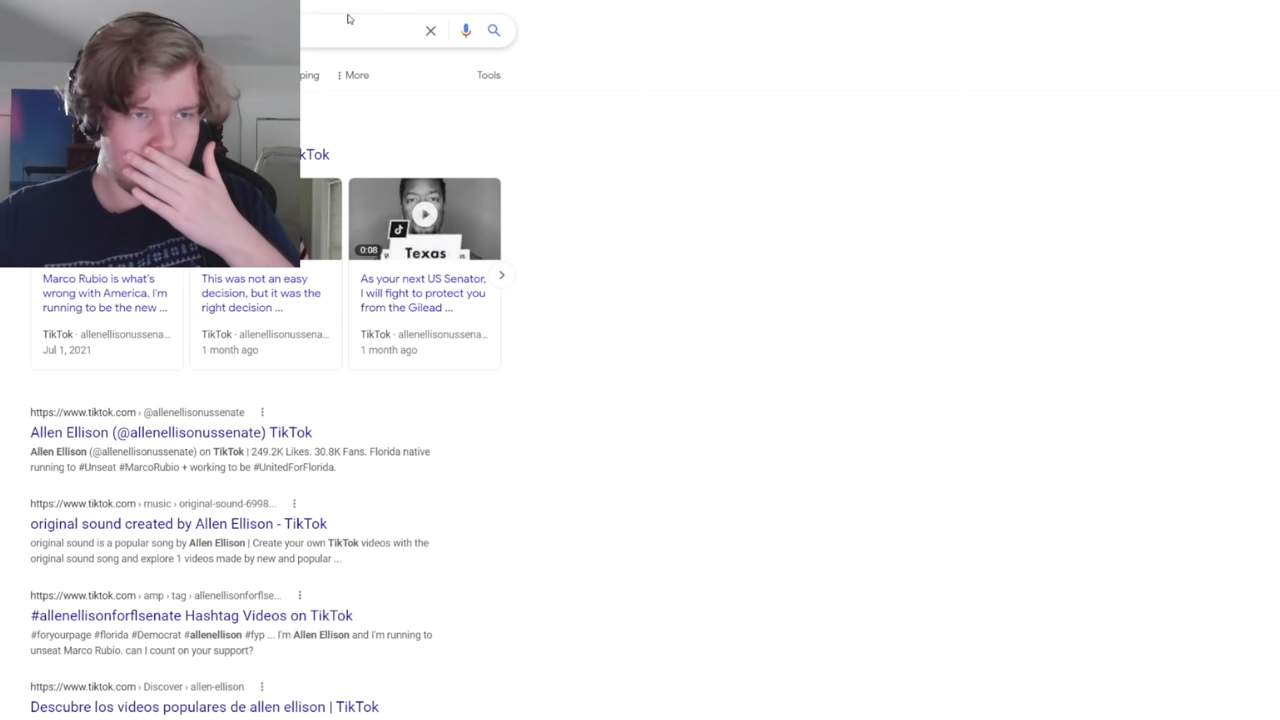 ping
More
Tools
kTok
0:08
Texas
Marco Rubio is what's
wrong with America. I'm
running to be the new ...
TikTok · allenellisonussena...
Jul 1, 2021
This was not an easy
decision, but it was the
right decision ...
TikTok · allenellisonussena...
1 month ago
As your next US Senator,
I will fight to protect you
from the Gilead ...
TikTok · allenellisonussena...
1 month ago
https://www.tiktok.com › @allenellisonussenate
Allen Ellison (@allenellisonussenate) TikTok
Allen Ellison (@allenellisonussenate) on TikTok | 249.2K Likes. 30.8K Fans. Florida native
running to #Unseat #MarcoRubio + working to be #UnitedForFlorida.
https://www.tiktok.com › music › original-sound-6998...
original sound created by Allen Ellison - TikTok
original sound is a popular song by Allen Ellison | Create your own TikTok videos with the
original sound song and explore 1 videos made by new and popular ...
https://www.tiktok.com › amp › tag › allenellisonforflse...
#allenellisonforflsenate Hashtag Videos on TikTok
#foryourpage #florida #Democrat #allenellison #fyp ... I'm Allen Ellison and I'm running to
unseat Marco Rubio. can I count on your support?
https://www.tiktok.com › Discover › allen-ellison
Descubre los videos populares de allen ellison | TikTok